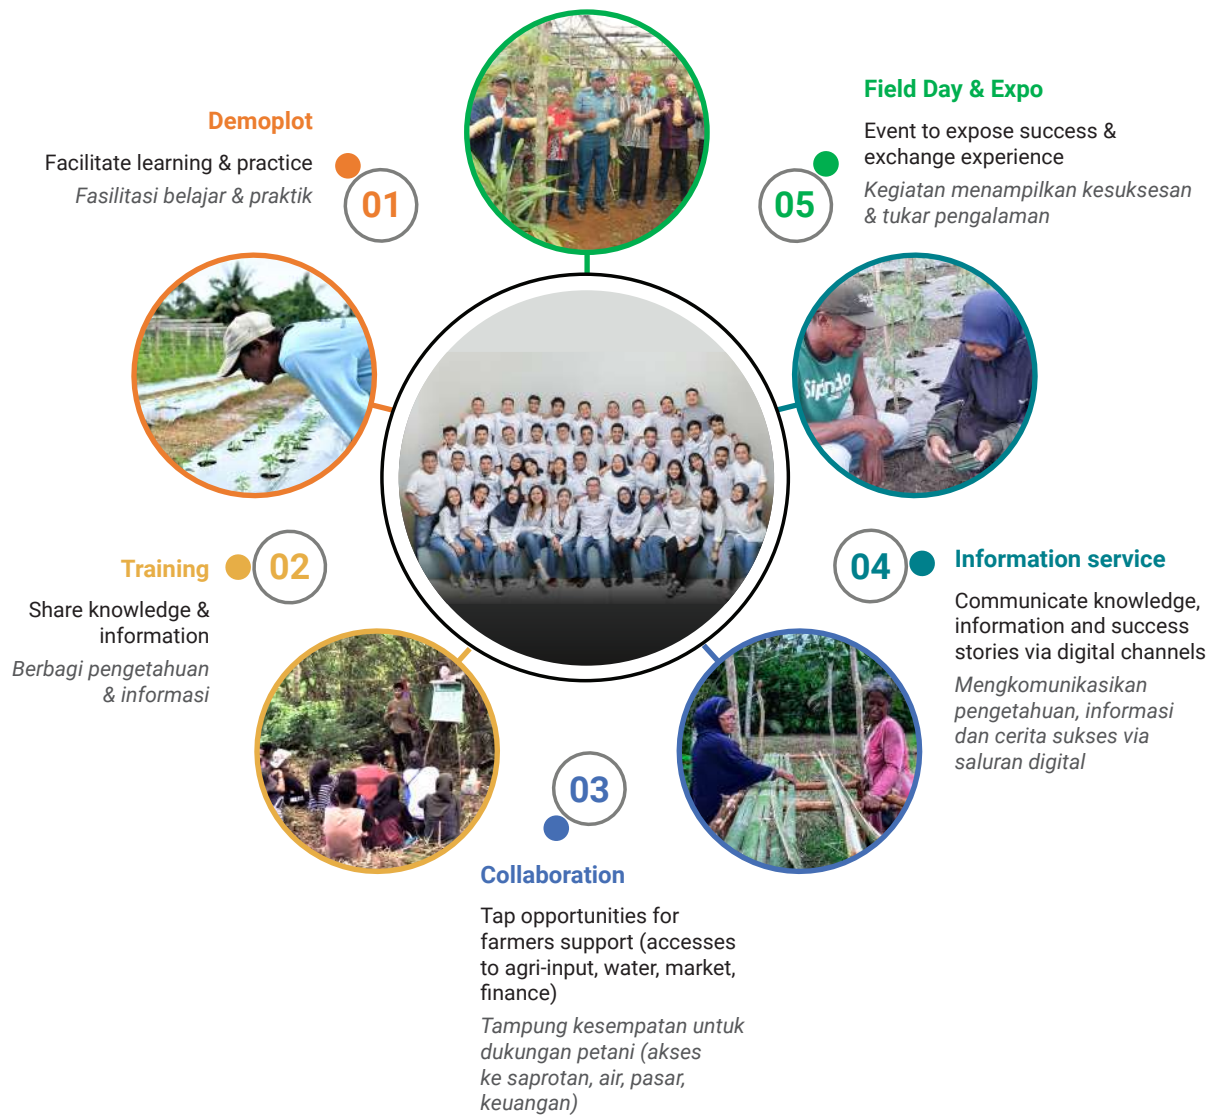 Demoplot
Facilitate learning & practice
Fasilitasi belajar & praktik
01
Training
02
Share knowledge &
information
Berbagi pengetahuan
& informasi
03
Collaboration
Tap opportunities for
farmers support (accesses
to agri-input, water, market,
finance)
Tampung kesempatan untuk
dukungan petani (akses
ke saprotan, air, pasar,
keuangan)
04
Information service
Communicate knowledge,
information and success
stories via digital channels
Mengkomunikasikan
pengetahuan, informasi
dan cerita sukses via
saluran digital
05
Field Day & Expo
Event to expose success &
exchange experience
Kegiatan menampilkan kesuksesan
& tukar pengalaman
Sipindo